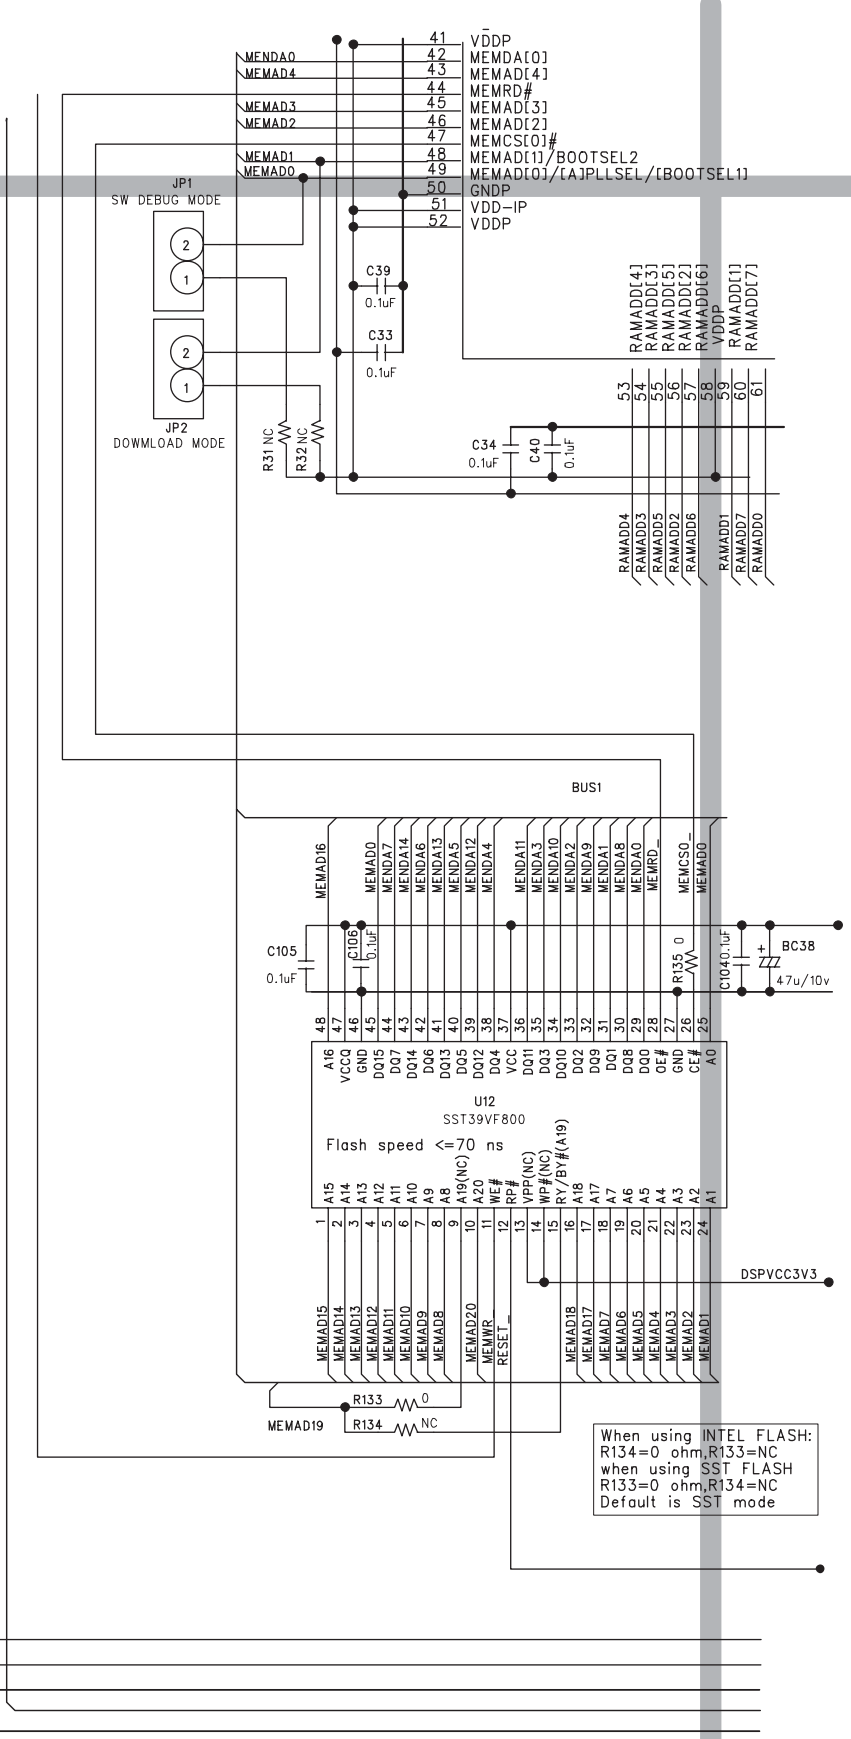 41 VDDP
MENDA0 42 MEMDA[0]
MEMAD4 43 MEMAD[4]
44 MEMRD#
MEMAD3 45 MEMAD[3]
MEMAD2 46 MEMAD[2]
47 MEMCS[0]#
MEMAD1 48 MEMAD[1]/BOOTSEL2
MEMAD0 49 MEMAD[0]/[A]PLLSEL/[BOOTSEL1]
50 GNDP
51 VDD-IP
52 VDDP
JP1
SW DEBUG MODE
2
1
2
1
JP2
DOWMLOAD MODE
C39
0.1uF
C33
0.1uF
R31 NC
R32 NC
C34
0.1uF
C40
0.1uF
RAMADD[4]
RAMADD[3]
RAMADD[5]
RAMADD[2]
RAMADD[6]
VDDP
RAMADD[1]
RAMADD[7]
53
54
55
56
57
58
59
60
61
RAMADD4
RAMADD3
RAMADD5
RAMADD2
RAMADD6
RAMADD1
RAMADD7
RAMADD0
BUS1
MEMAD16
MEMAD0
MENDA7
MENDA14
MENDA6
MENDA13
MENDA5
MENDA12
MENDA4
MENDA11
MENDA3
MENDA10
MENDA2
MENDA9
MENDA1
MENDA8
MENDA0
MEMRD_
MEMCS0_
MEMAD0
C105
0.1uF
C106
0.1uF
R135 0
C104 0.1uF
+ BC38
47u/10v
48
47
46
45
44
43
42
41
40
39
38
37
36
35
34
33
32
31
30
29
28
27
26
25
A16
VCCQ
GND
DQ15
DQ7
DQ14
DQ6
DQ13
DQ5
DQ12
DQ4
VCC
DQ11
DQ3
DQ10
DQ2
DQ9
DQ1
DQ8
DQ0
OE#
GND
CE#
A0
U12
SST39VF800
Flash speed <=70 ns
A15
A14
A13
A12
A11
A10
A9
A8
A19(NC)
A20
WE#
RP#
VPP(NC)
WP#(NC)
RY/BY#(A19)
A18
A17
A7
A6
A5
A4
A3
A2
A1
1
2
3
4
5
6
7
8
9
10
11
12
13
14
15
16
17
18
19
20
21
22
23
24
DSPVCC3V3
MEMAD15
MEMAD14
MEMAD13
MEMAD12
MEMAD11
MEMAD10
MEMAD9
MEMAD8
MEMAD20
MEMWR_
RESET_
MEMAD18
MEMAD17
MEMAD7
MEMAD6
MEMAD5
MEMAD4
MEMAD3
MEMAD2
MEMAD1
R133 0
MEMAD19 R134 NC
When using INTEL FLASH:
R134=0 ohm,R133=NC
when using SST FLASH
R133=0 ohm,R134=NC
Default is SST mode